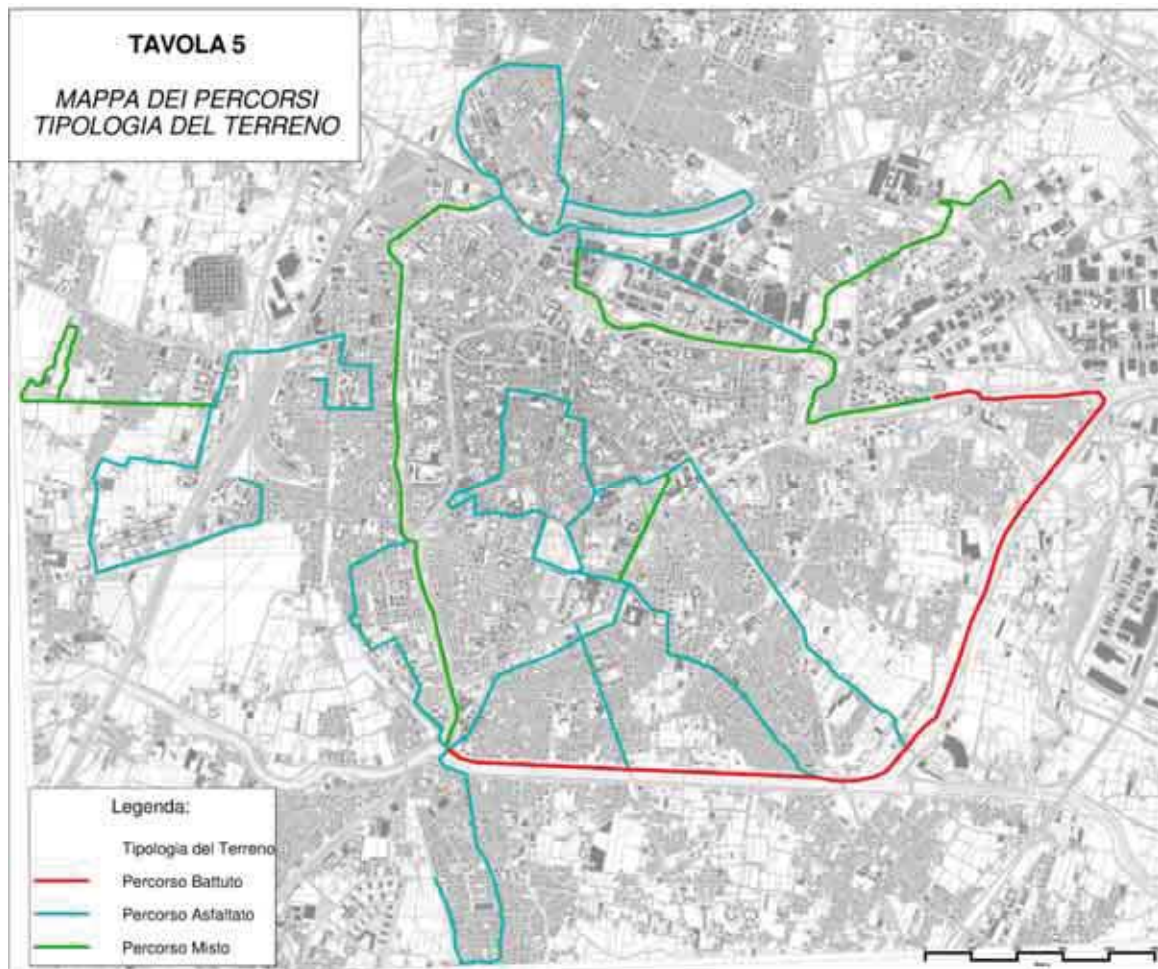 TAVOLA 5
MAPPA DEI PERCORSI
TIPOLOGIA DEL TERRENO
Legenda:
Tipologia del Terreno
Percorso Battuto
Percorso Asfaltato
Percorso Misto